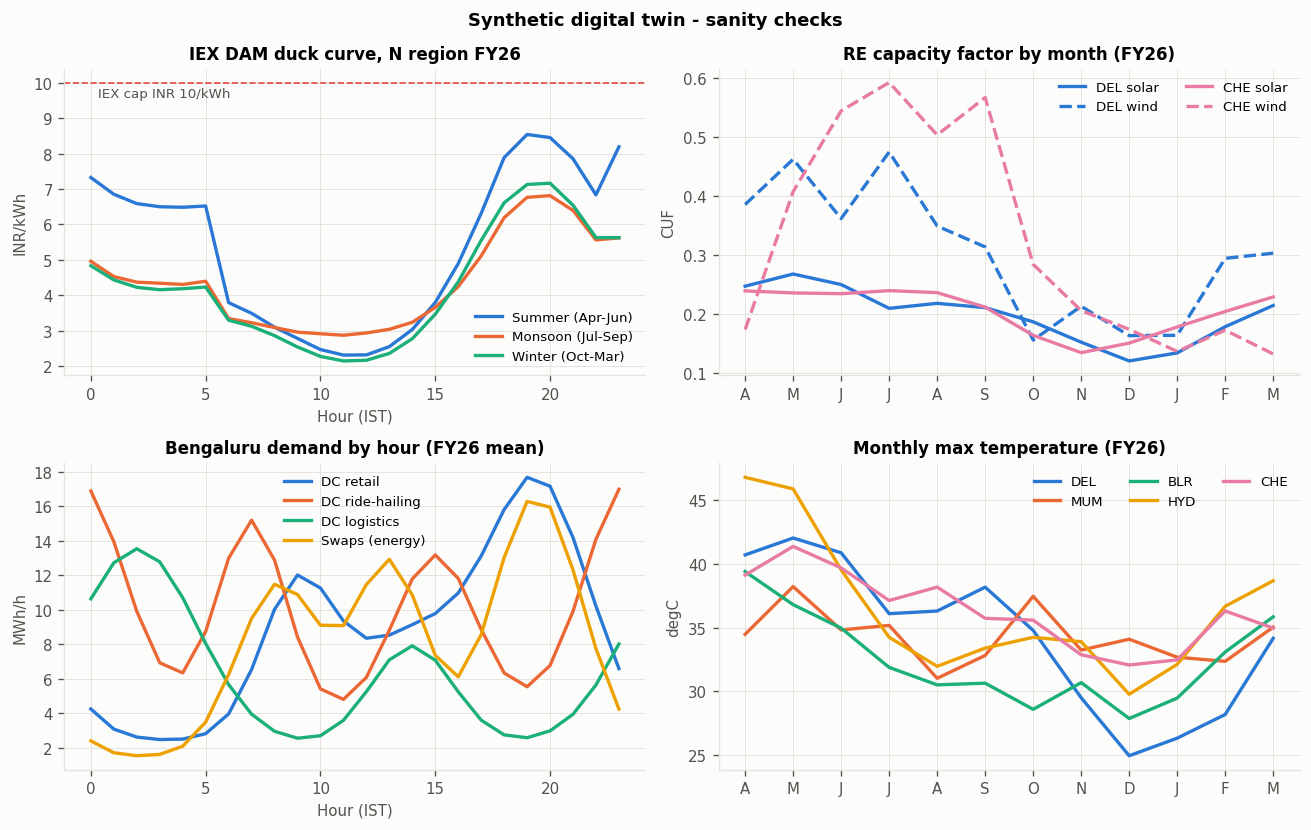 Synthetic digital twin - sanity checks
IEX DAM duck curve, N region FY26
INR/kWh
10
9
8
7
6
5
4
3
2
IEX cap INR 10/kWh
Summer (Apr-Jun)
Monsoon (Jul-Sep)
Winter (Oct-Mar)
0 5 10 15 20
Hour (IST)
RE capacity factor by month (FY26)
CUF
0.6
0.5
0.4
0.3
0.2
0.1
DEL solar CHE solar
DEL wind CHE wind
A M J J A S O N D J F M
Bengaluru demand by hour (FY26 mean)
MWh/h
18
16
14
12
10
8
6
4
2
DC retail
DC ride-hailing
DC logistics
Swaps (energy)
0 5 10 15 20
Hour (IST)
Monthly max temperature (FY26)
degC
45
40
35
30
25
DEL BLR CHE
MUM HYD
A M J J A S O N D J F M